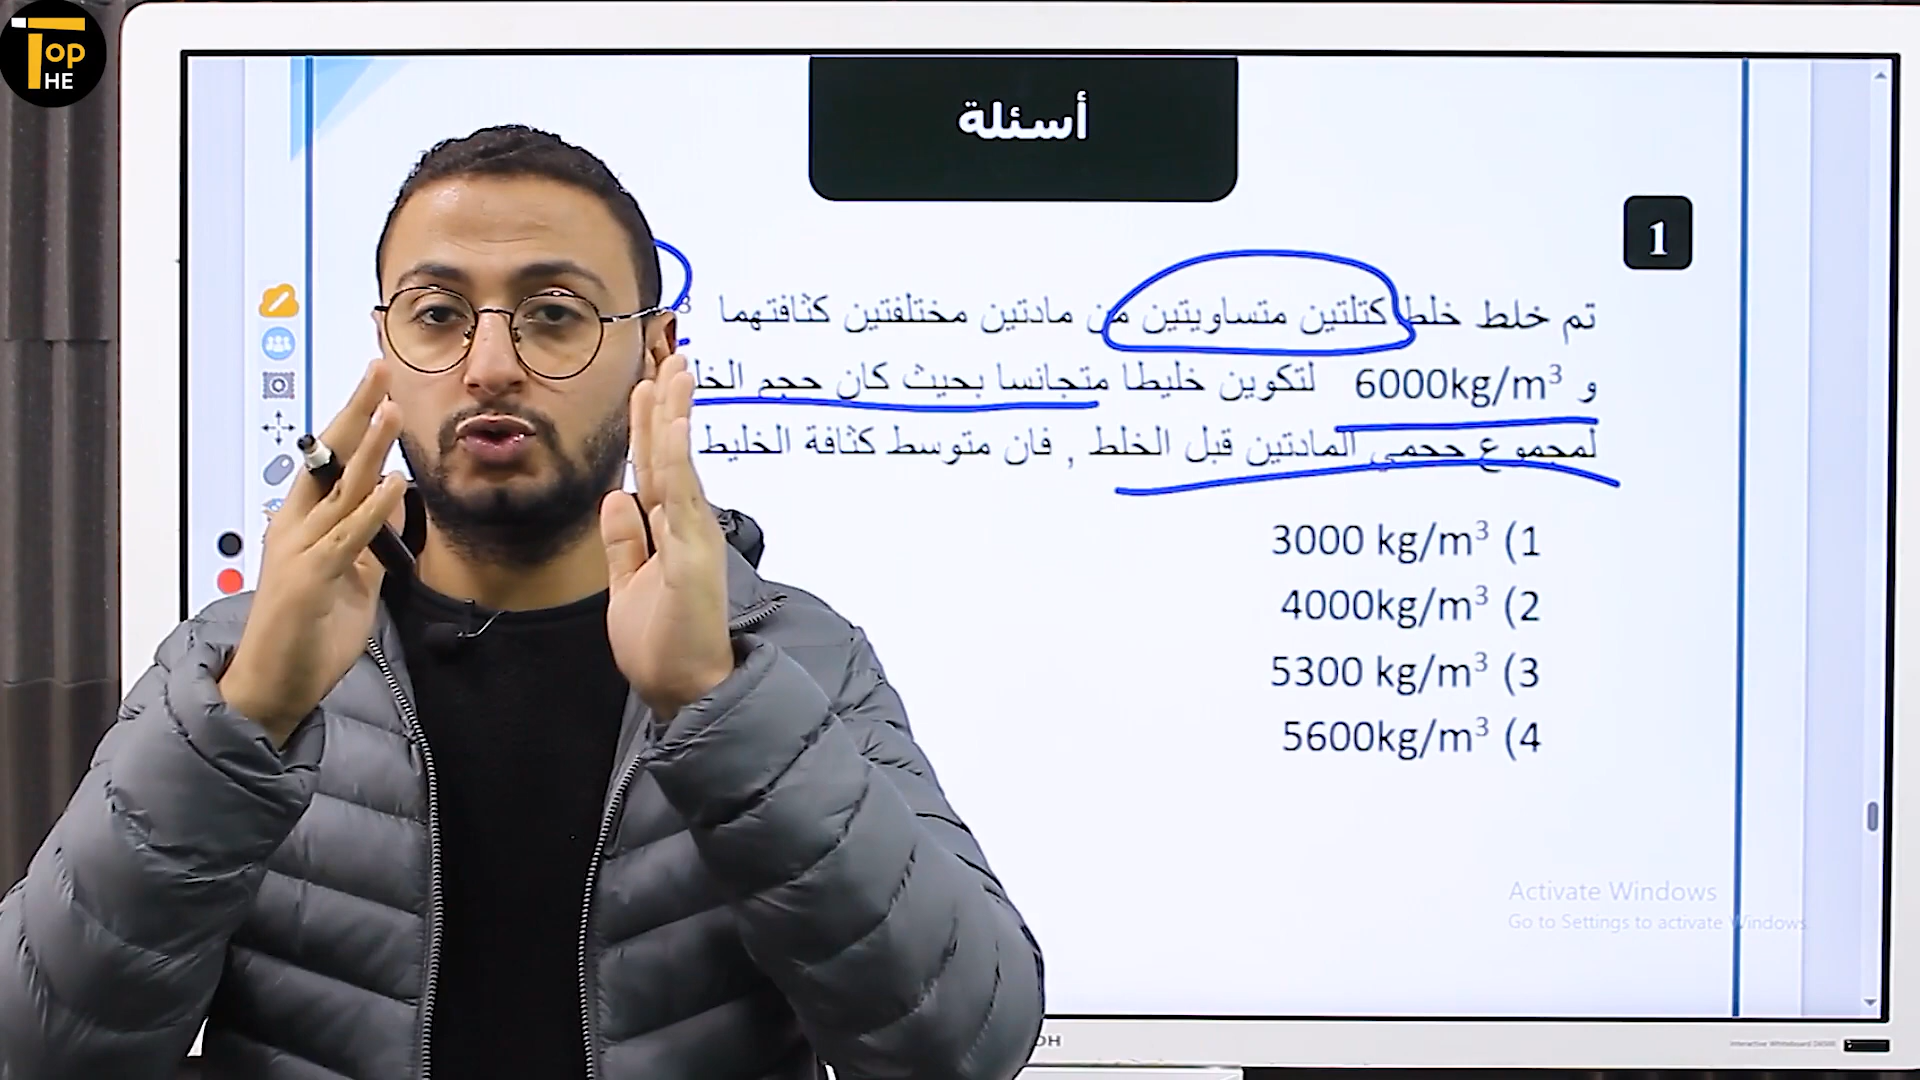 Top
THE
أسئلة
1
تم خلط خلط كتلتين متساويتين من مادتين مختلفتين كثافتهما
و 6000kg/m³ لتكوين خليطا متجانسا بحيث كان حجم
لمجموع حجمي المادتين قبل الخلط , فان متوسط كثافة الخليط
3000 kg/m³ (1
4000kg/m³ (2
5300 kg/m³ (3
5600kg/m³ (4
Activate Windows
Go to Settings to activate Windows